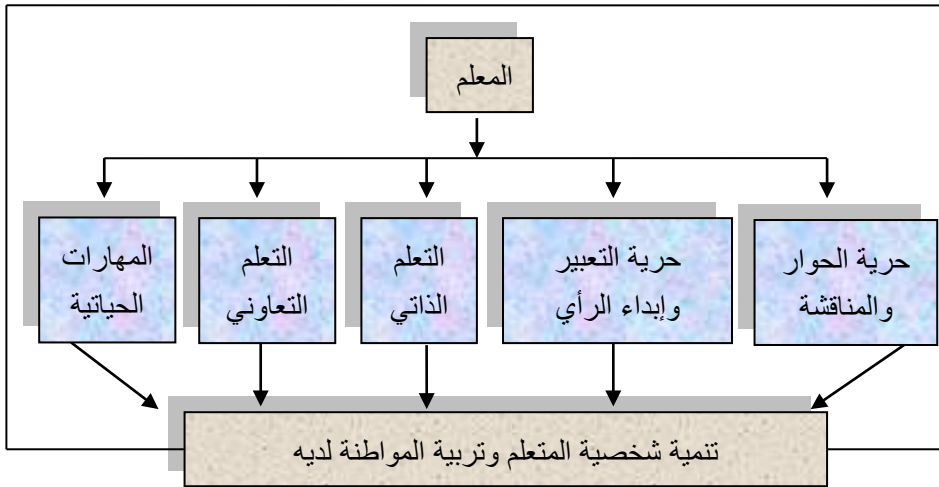 المعلم
حرية الحوار
والمناقشة
حرية التعبير
وإبداء الرأي
التعلم
الذاتي
التعلم
التعاوني
المهارات
الحياتية
تنمية شخصية المتعلم وتربية المواطنة لديه